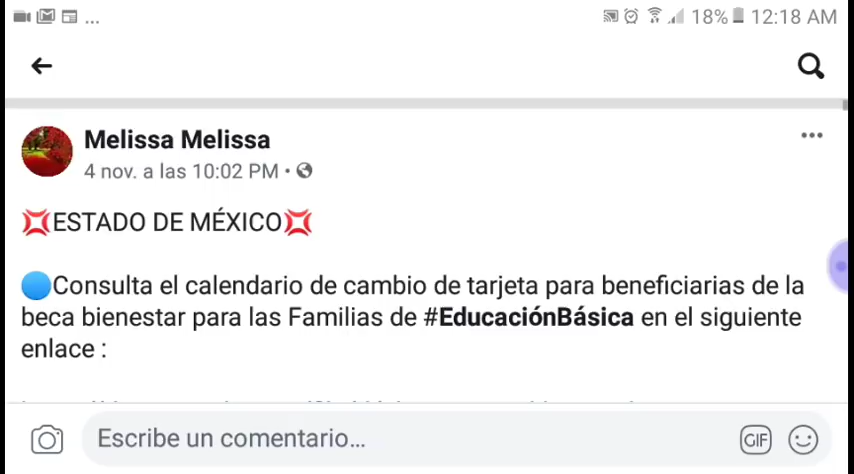 ...
18% 12:18 AM
Melissa Melissa
4 nov. a las 10:02 PM •
💢ESTADO DE MÉXICO💢
🔵Consulta el calendario de cambio de tarjeta para beneficiarias de la
beca bienestar para las Familias de #EducaciónBásica en el siguiente
enlace :
Escribe un comentario...
GIF